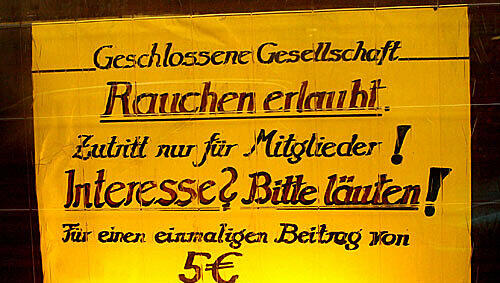 Geschlossene Gesellschaft
Rauchen erlaubt.
Zutritt nur für Mitglieder!
Interesse? Bitte läuten!
Für einen einmaligen Beitrag von
5€